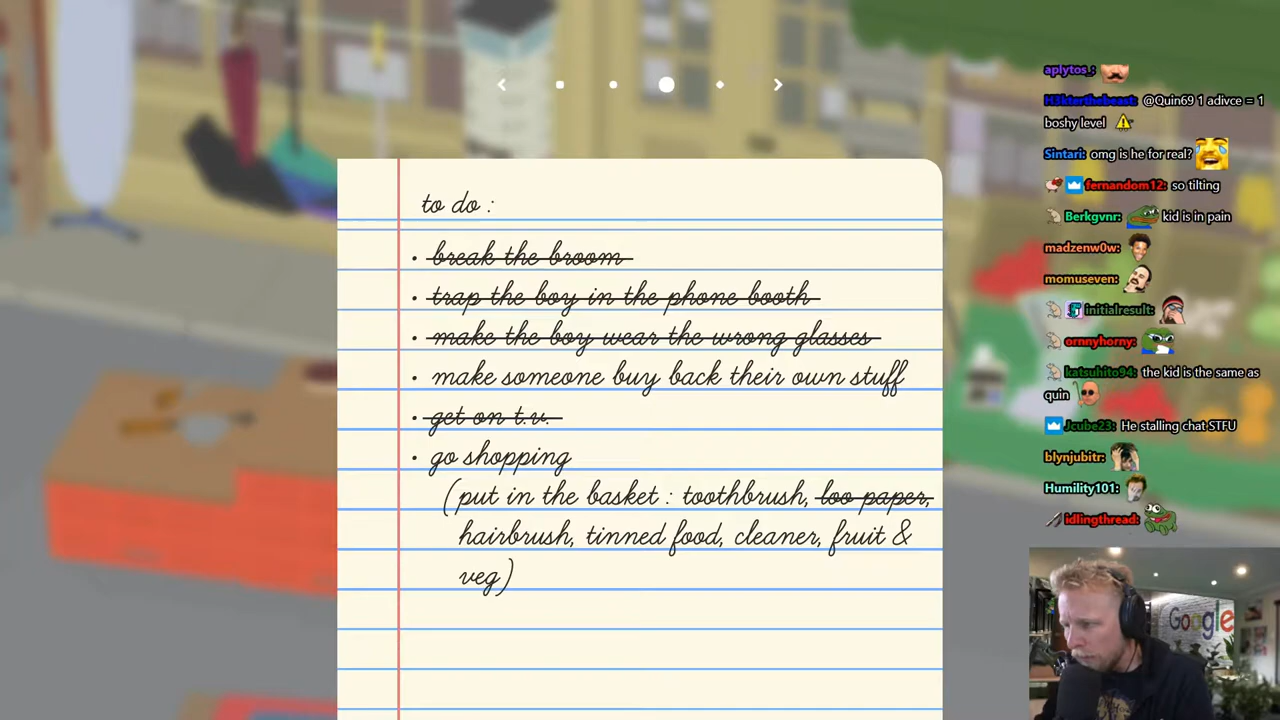 to do :
• break the broom
• trap the boy in the phone booth
• make the boy wear the wrong glasses
• make someone buy back their own stuff
• get on t.v.
• go shopping
(put in the basket : toothbrush, loo paper,
hairbrush, tinned food, cleaner, fruit &
veg)
aplytos_:
H3kterthebeast: @Quin69 1 adivce = 1
boshy level
Sintari: omg is he for real?
fernandom12: so tilting
Berkgvnr: kid is in pain
madzenw0w:
momuseven:
initialresult:
ornnyhorny:
katsuhito94: the kid is the same as
quin
Jcube23: He stalling chat STFU
blynjubitr:
Humility101:
idlingthread:
Google